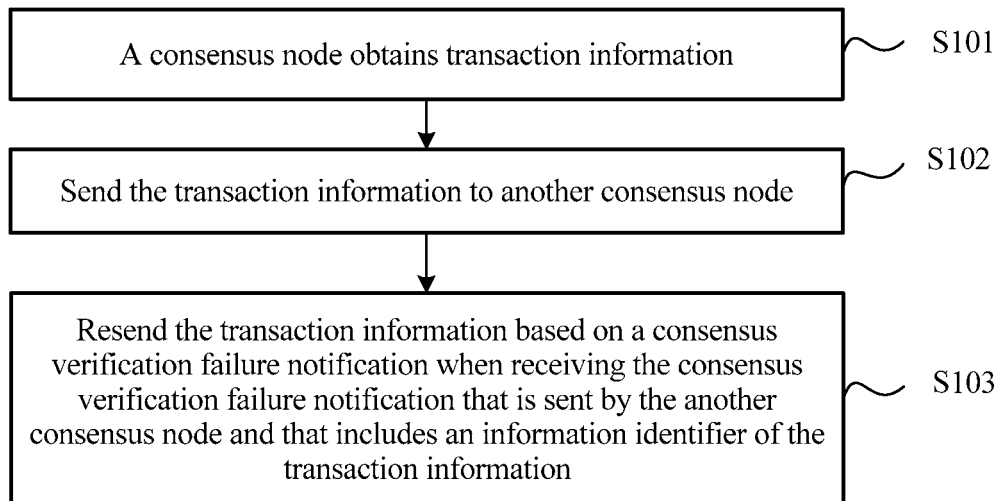 A consensus node obtains transaction information
S101
Send the transaction information to another consensus node
S102
Resend the transaction information based on a consensus
verification failure notification when receiving the consensus
verification failure notification that is sent by the another
consensus node and that includes an information identifier of the
transaction information
S103